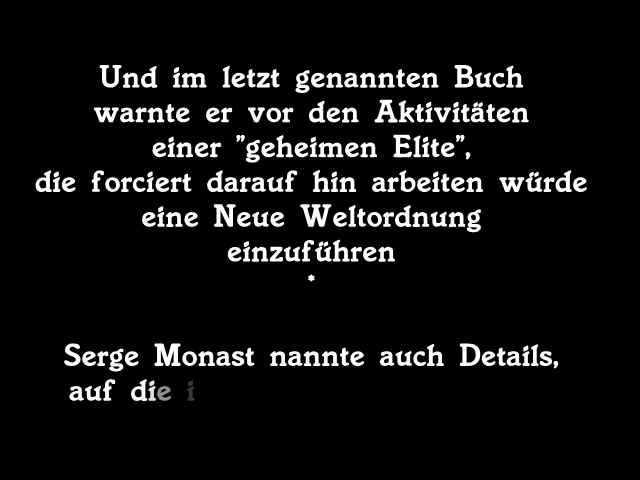 Und im letzt genannten Buch
warnte er vor den Aktivitäten
einer "geheimen Elite",
die forciert darauf hin arbeiten würde
eine Neue Weltordnung
einzuführen
*
Serge Monast nannte auch Details,
auf die i